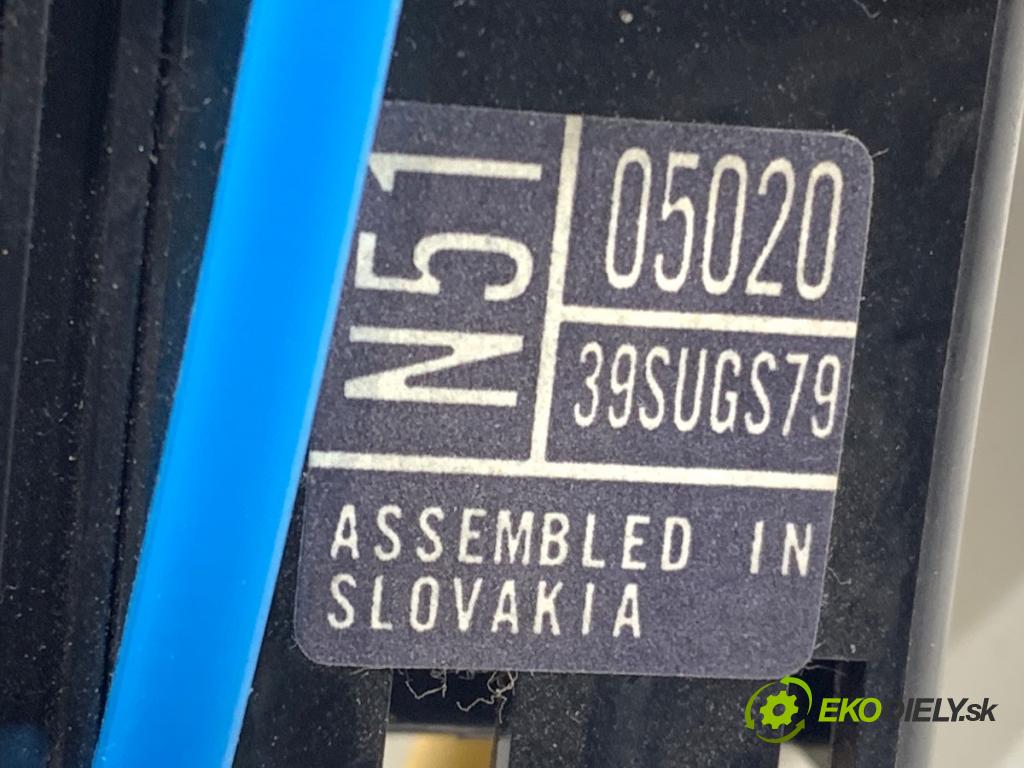 N51
05020
39SUGS79
ASSEMBLED IN
SLOVAKIA
EKODIELY.sk